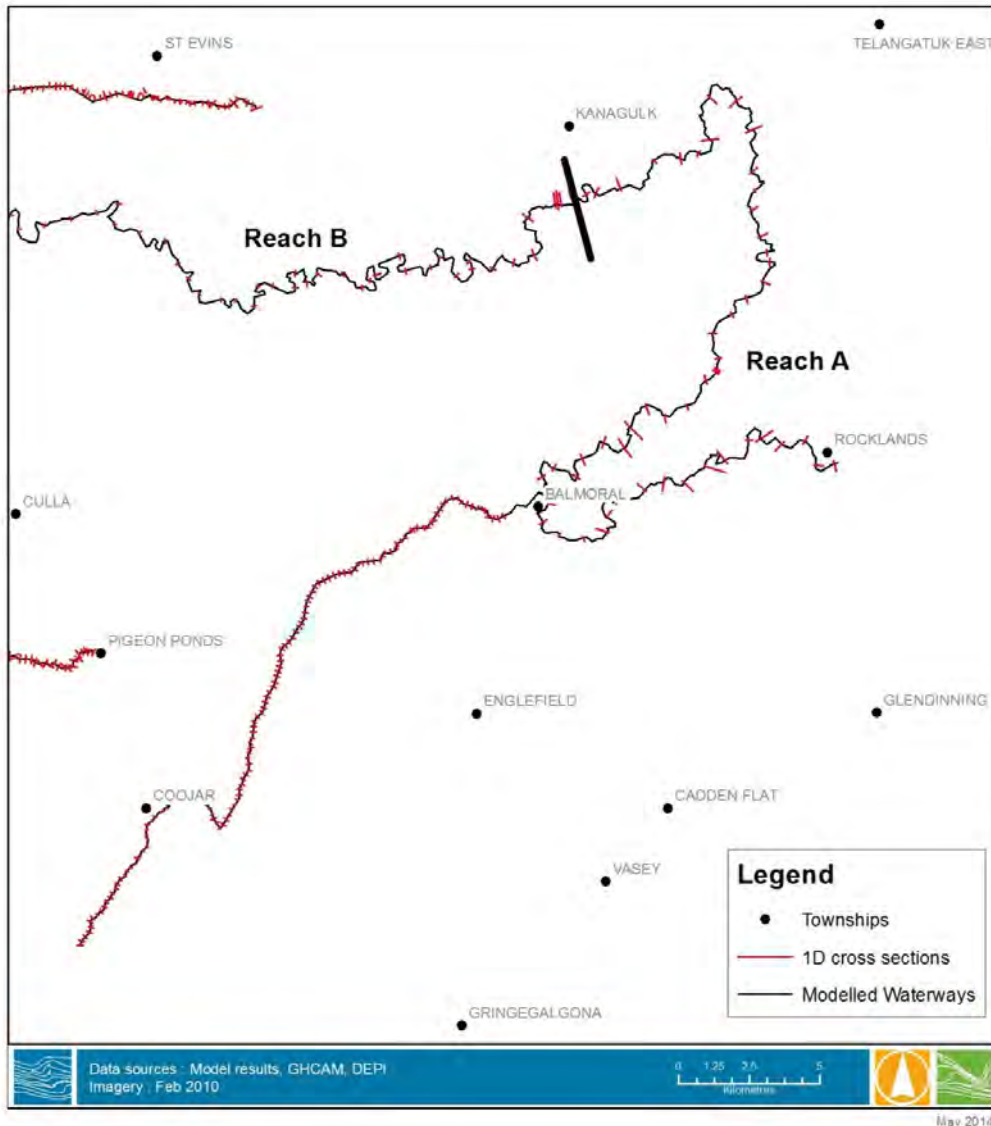 ST EVINS
TELANGATUK EAST
KANAGULK
Reach B
Reach A
ROCKLANDS
BALMORAL
CULLA
PIGEON PONDS
ENGLEFIELD
GLENDINNING
COOJAR
CADDEN FLAT
VASEY
GRINGEGALGONA
Legend
Townships
1D cross sections
Modelled Waterways
Data sources : Model results, GHCAM, DEPI
Imagery : Feb 2010
0 1.25 2.5 5
Kilometres
May 2014